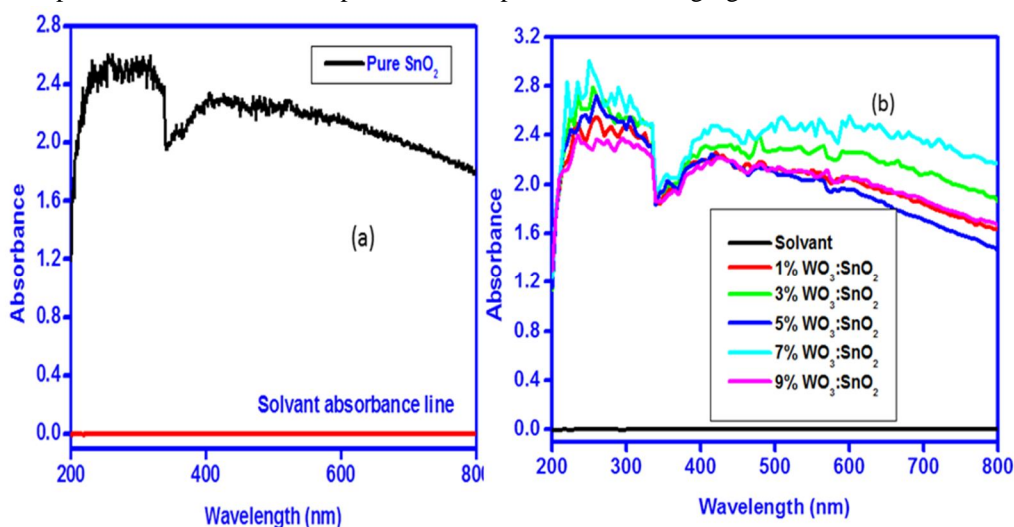 2.8
2.4
2.0
1.6
1.2
0.8
0.4
0.0
Absorbance
Pure SnO₂
(a)
Solvant absorbance line
200 400 600
Wavelength (nm)
3.2
2.8
2.4
2.0
1.6
1.2
0.8
0.4
0.0
Absorbance
(b)
Solvant
1% WO₃:SnO₂
3% WO₃:SnO₂
5% WO₃:SnO₂
7% WO₃:SnO₂
9% WO₃:SnO₂
200 300 400 500 600 700 800
Wavelength (nm)